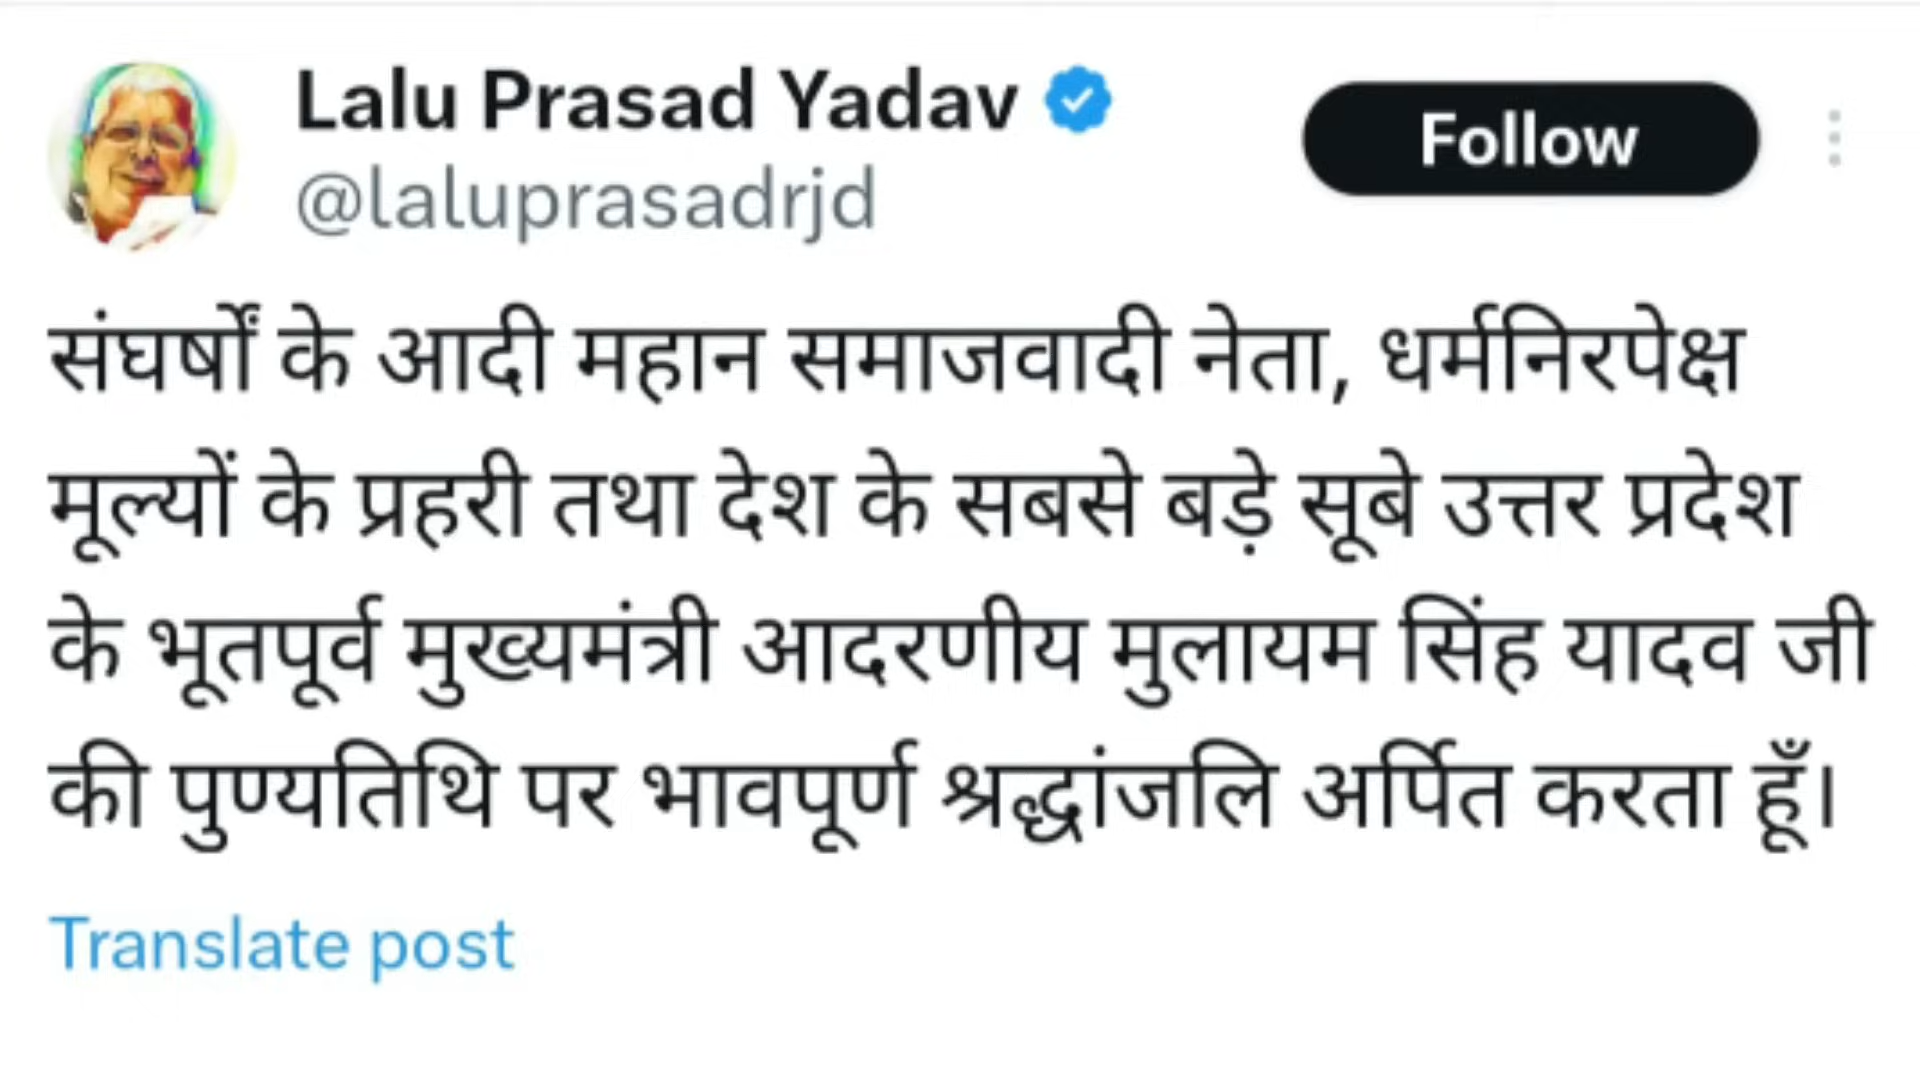 Lalu Prasad Yadav
Follow
@laluprasadrjd
संघर्षों के आदी महान समाजवादी नेता, धर्मनिरपेक्ष
मूल्यों के प्रहरी तथा देश के सबसे बड़े सूबे उत्तर प्रदेश
के भूतपूर्व मुख्यमंत्री आदरणीय मुलायम सिंह यादव जी
की पुण्यतिथि पर भावपूर्ण श्रद्धांजलि अर्पित करता हूँ।
Translate post